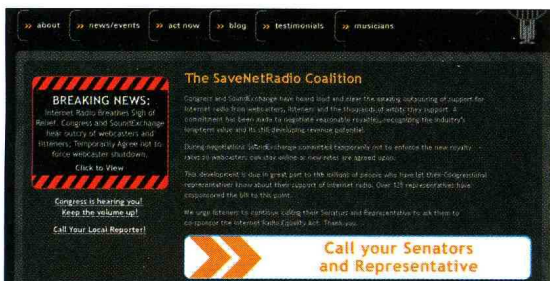 » about » news/events » act now » blog » testimonials » musicians
BREAKING NEWS:
Internet Radio Breathes Sigh of
Relief. Congress and SoundExchange
hear outcry of webcasters and
listeners; Temporarily Agree not to
force webcaster shutdown.
Click to View
Congress is hearing you!
Keep the volume up!
Call Your Local Reporter!
The SaveNetRadio Coalition
Congress and SoundExchange have heard loud and clear the amazing outpouring of support for
Internet radio from webcasters, listeners and the thousands of artists they support. A
commitment has been made to negotiate reasonable royalties, recognizing the industry's
long-term value and its still developing revenue potential.
During negotiations SoundExchange committed temporarily not to enforce the new royalty
rates so webcasters can stay online as new rates are agreed upon.
This development is due in great part to the millions of people who have let their Congressional
representatives know about their support of internet radio. Over 125 representatives have
cosponsored the bill to this point.
We urge listeners to continue calling their Senators and Representative to ask them to
co-sponsor the Internet Radio Equality Act. Thank you.
Call your Senators
and Representative